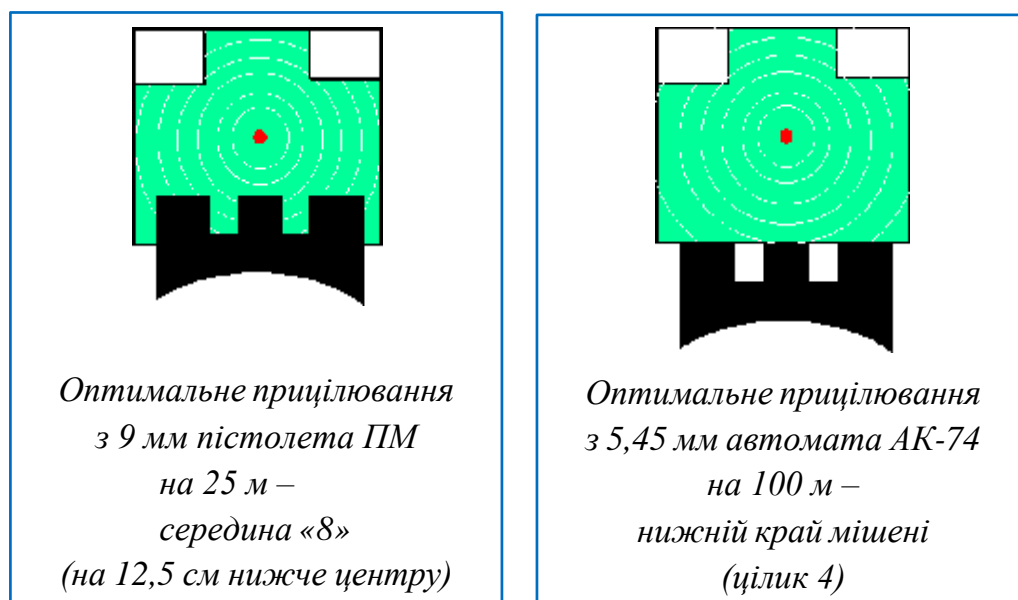 Оптимальне прицілювання
з 9 мм пістолета ПМ
на 25 м –
середина «8»
(на 12,5 см нижче центру)
Оптимальне прицілювання
з 5,45 мм автомата АК-74
на 100 м –
нижній край мішені
(цілик 4)